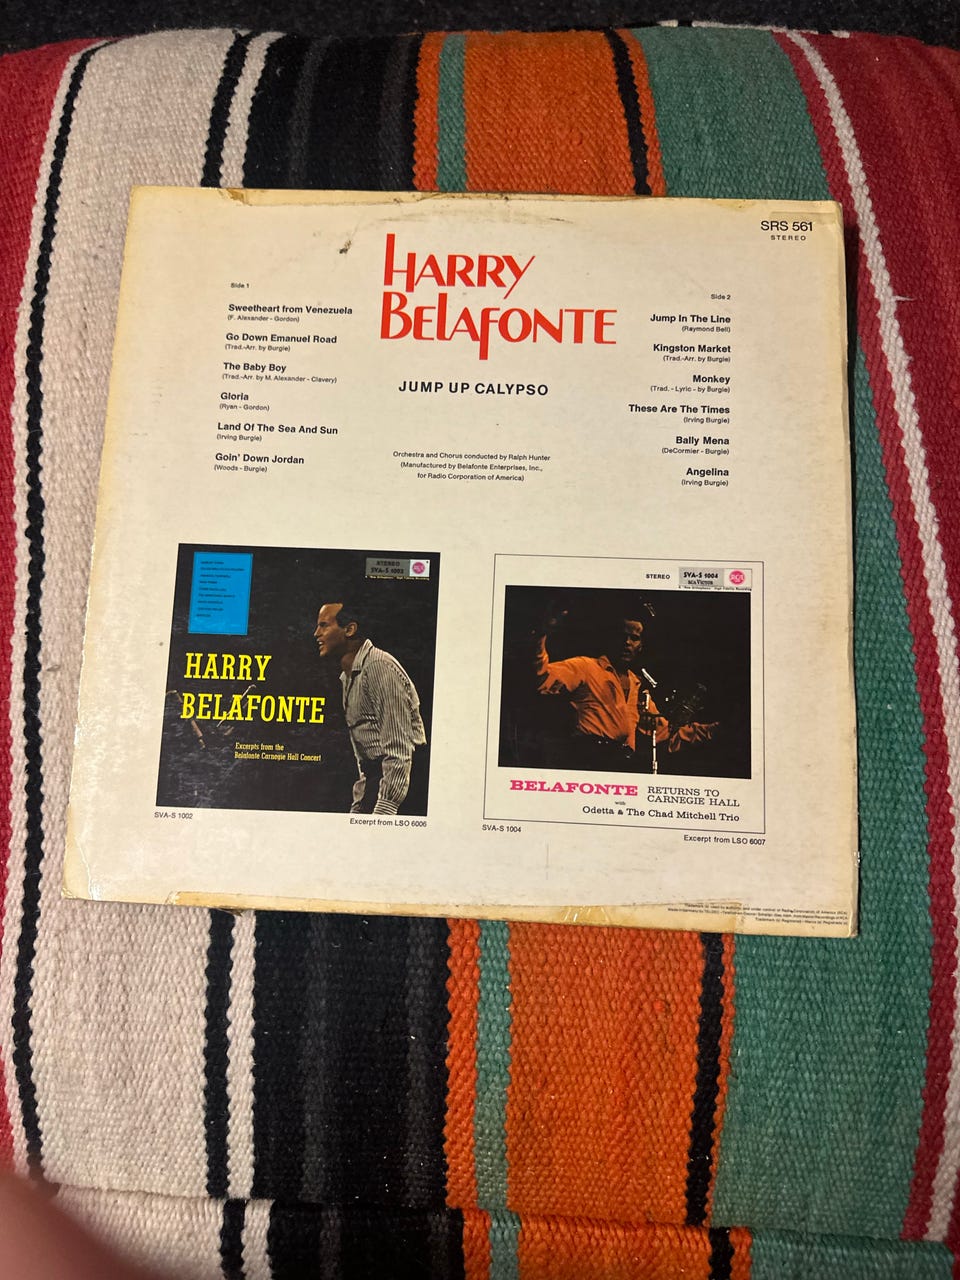 SRS 561
STEREO
HARRY
BELAFONTE
JUMP UP CALYPSO
Side 1
Sweetheart from Venezuela
(F. Alexander - Gordon)
Go Down Emanuel Road
(Trad.-Arr. by Burgie)
The Baby Boy
(Trad.-Arr. by M. Alexander - Clavery)
Gloria
(Ryan - Gordon)
Land Of The Sea And Sun
(Irving Burgie)
Goin' Down Jordan
(Woods - Burgie)
Side 2
Jump In The Line
(Raymond Bell)
Kingston Market
(Trad.-Arr. by Burgie)
Monkey
(Trad. - Lyric - by Burgie)
These Are The Times
(Irving Burgie)
Bally Mena
(DeCormier - Burgie)
Angelina
(Irving Burgie)
Orchestra and Chorus conducted by Ralph Hunter
(Manufactured by Belafonte Enterprises, Inc.,
for Radio Corporation of America)
STEREO
SVA-S 1002
HARRY
BELAFONTE
Excerpts from the
Belafonte Carnegie Hall Concert
SVA-S 1002
Excerpt from LSO 6006
STEREO
SVA-S 1004
RCA VICTOR
RCA
BELAFONTE RETURNS TO
CARNEGIE HALL
with
Odetta & The Chad Mitchell Trio
SVA-S 1004
Excerpt from LSO 6007